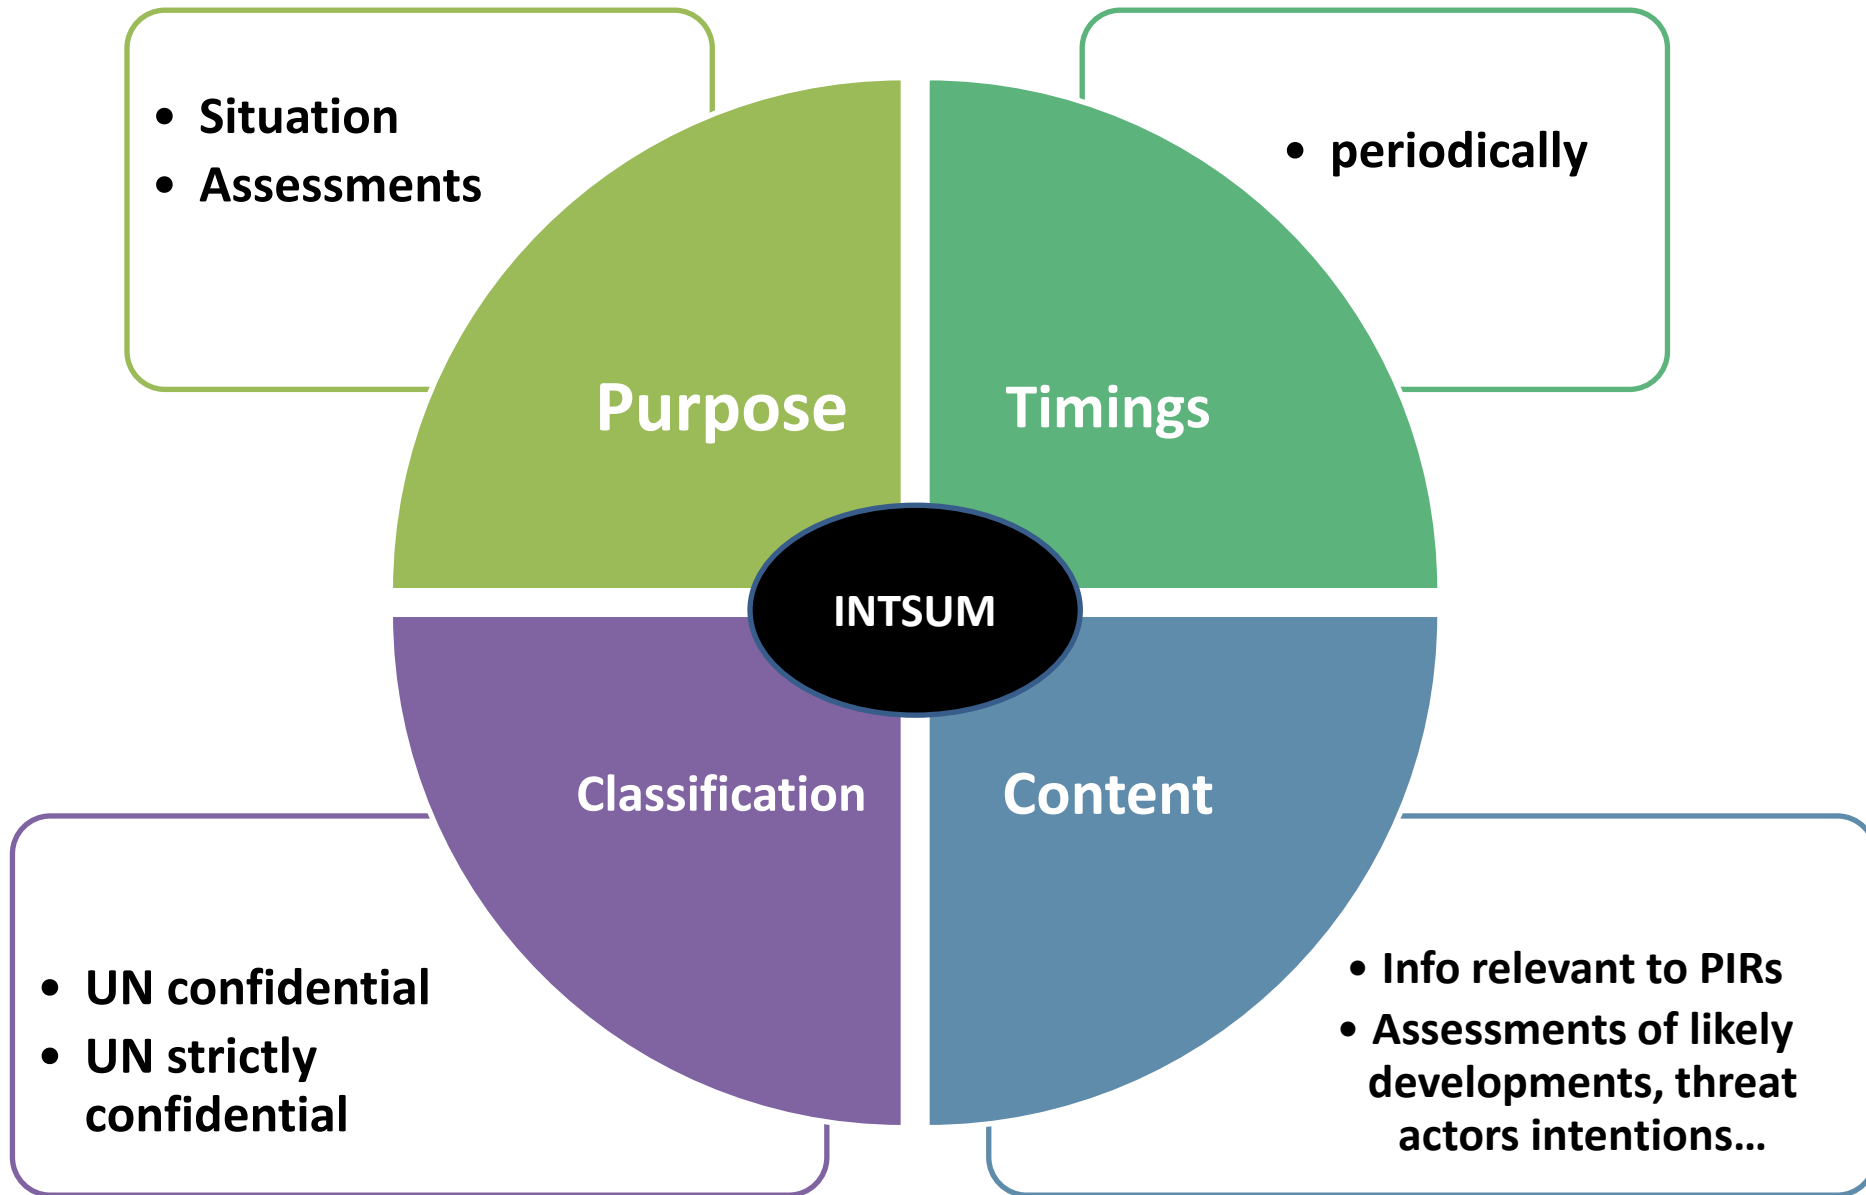 • Situation
• Assessments
• periodically
Purpose
Timings
INTSUM
Classification
Content
• UN confidential
• UN strictly
confidential
• Info relevant to PIRs
• Assessments of likely
developments, threat
actors intentions...